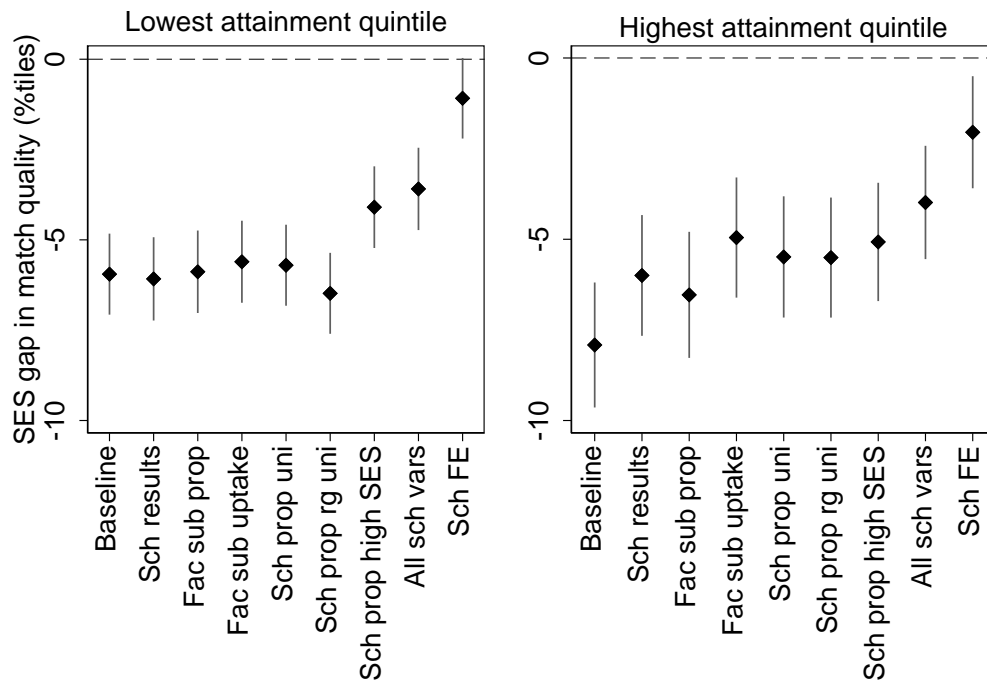 Lowest attainment quintile
SES gap in match quality (%tiles)
0
-5
-10
Baseline
Sch results
Fac sub prop
Fac sub uptake
Sch prop uni
Sch prop rg uni
Sch prop high SES
All sch vars
Sch FE
Highest attainment quintile
0
-5
-10
Baseline
Sch results
Fac sub prop
Fac sub uptake
Sch prop uni
Sch prop rg uni
Sch prop high SES
All sch vars
Sch FE